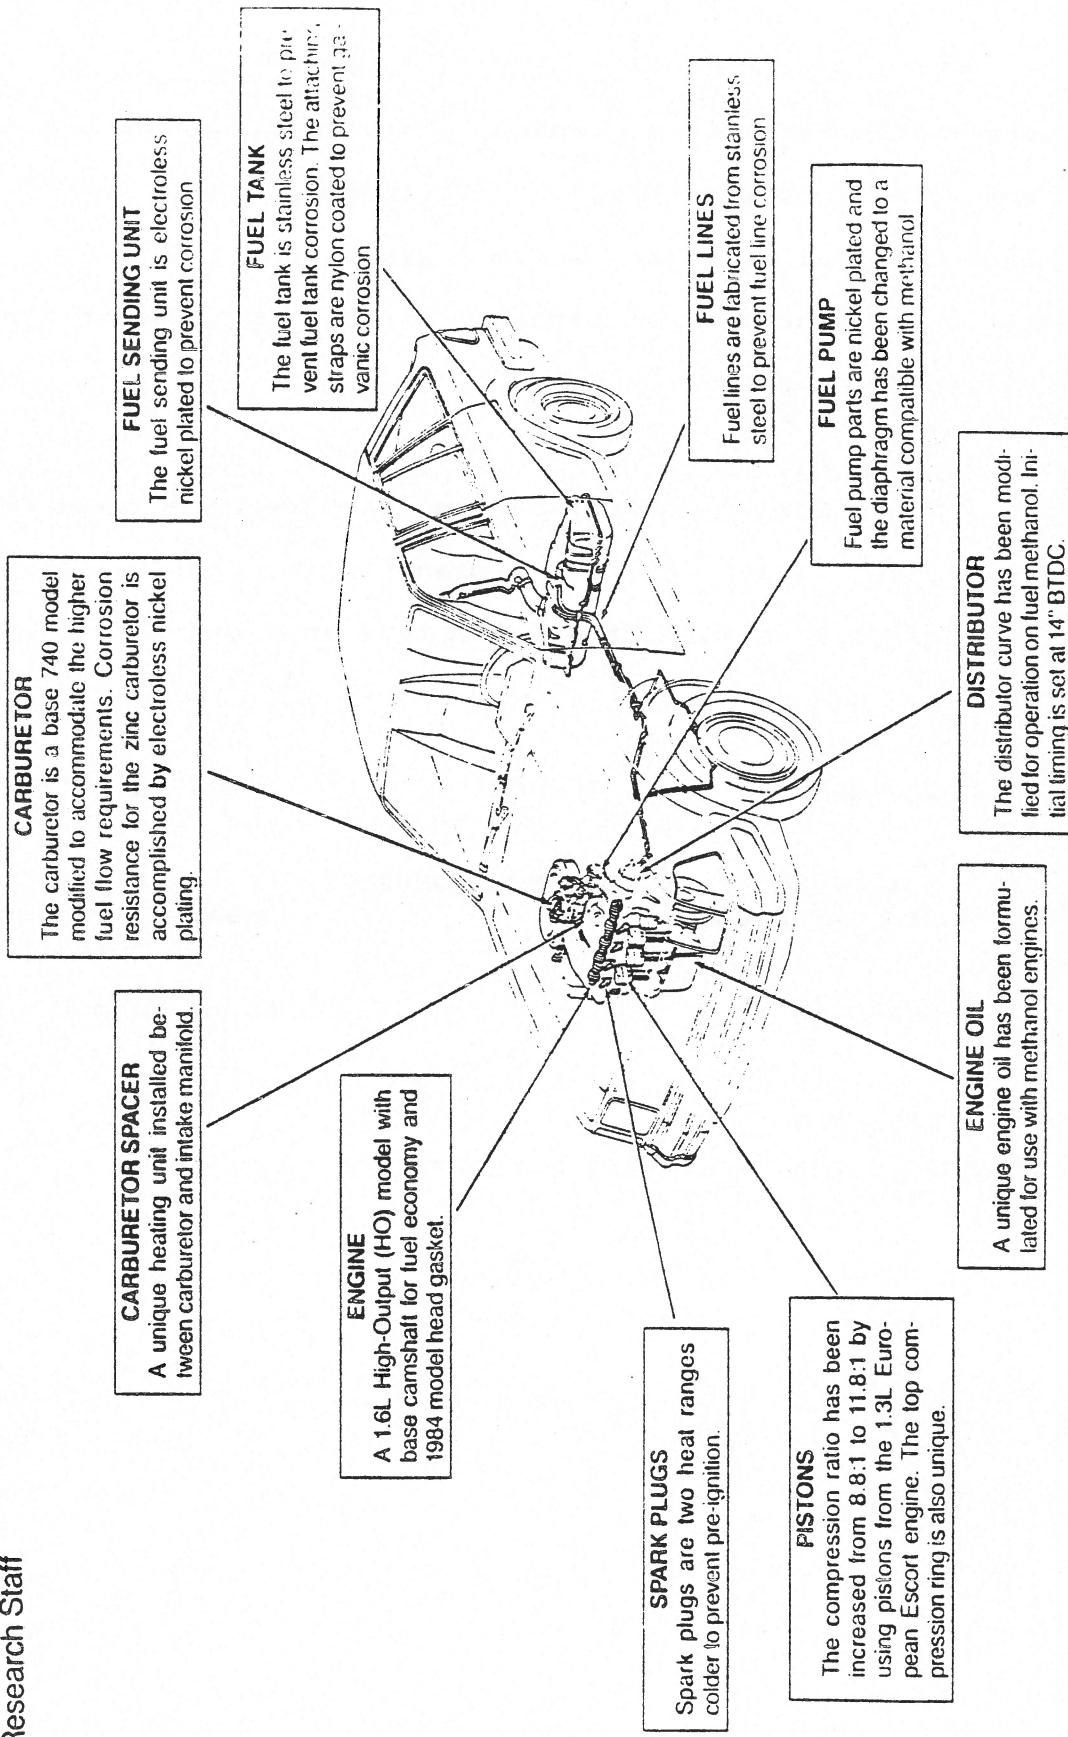 Research Staff
CARBURETOR
The carburetor is a base 740 model
modified to accommodate the higher
fuel flow requirements. Corrosion
resistance for the zinc carburetor is
accomplished by electroless nickel
plating.
CARBURETOR SPACER
A unique heating unit installed be-
tween carburetor and intake manifold.
FUEL SENDING UNIT
The fuel sending unit is electroless
nickel plated to prevent corrosion
FUEL TANK
The fuel tank is stainless steel to pre-
vent fuel tank corrosion. The
straps are nylon coated to prevent ga-
vanic corrosion
ENGINE
A 1.6L High-Output (HO) model with
base camshaft for fuel economy and
1984 model head gasket.
FUEL LINES
Fuel lines are fabricated from stainless
steel to prevent fuel line corrosion
SPARK PLUGS
Spark plugs are two heat ranges
colder to prevent pre-ignition.
PISTONS
The compression ratio has been
increased from 8.8:1 to 11.8:1 by
using pistons from the 1.3L Euro-
pean Escort engine. The top com-
pression ring is also unique.
FUEL PUMP
Fuel pump parts are nickel plated and
the diaphragm has been changed to a
material compatible with methanol
ENGINE OIL
A unique engine oil has been formu-
lated for use with methanol engines.
DISTRIBUTOR
The distributor curve has been modi-
fied for operation on fuel methanol. Ini-
tial timing is set at 14° BTDC.